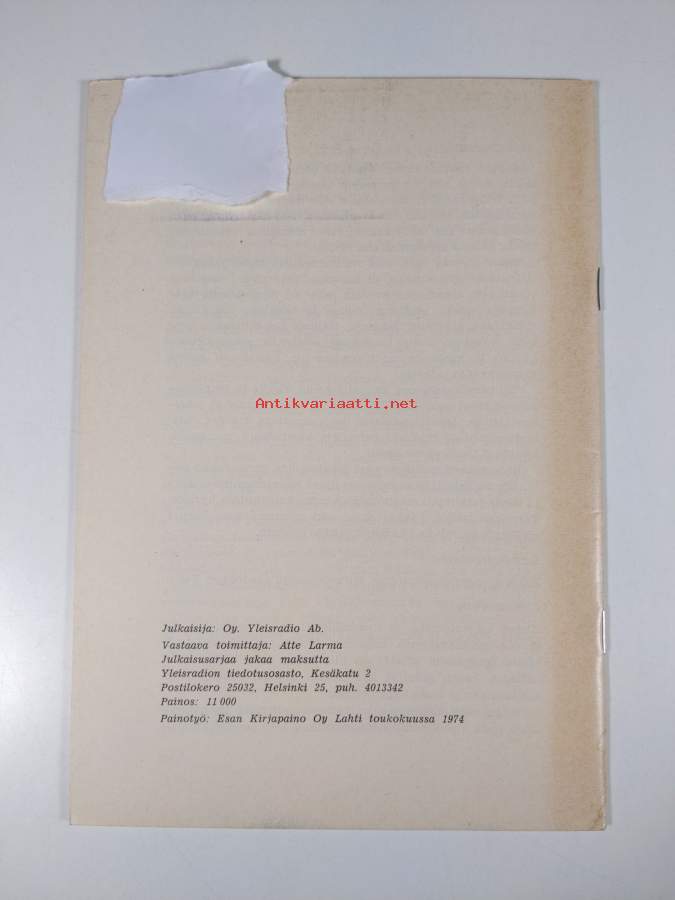 Antikvariaatti.net
Julkaisija: Oy. Yleisradio Ab.
Vastaava toimittaja: Atte Larma
Julkaisusarjaa jakaa maksutta
Yleisradion tiedotusosasto, Kesäkatu 2
Postilokero 25032, Helsinki 25, puh. 4013342
Painos: 11 000
Painotyö: Esan Kirjapaino Oy Lahti toukokuussa 1974